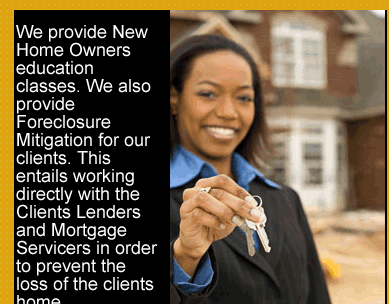 We provide New
Home Owners
education
classes. We also
provide
Foreclosure
Mitigation for our
clients. This
entails working
directly with the
Clients Lenders
and Mortgage
Servicers in order
to prevent the
loss of the clients
home